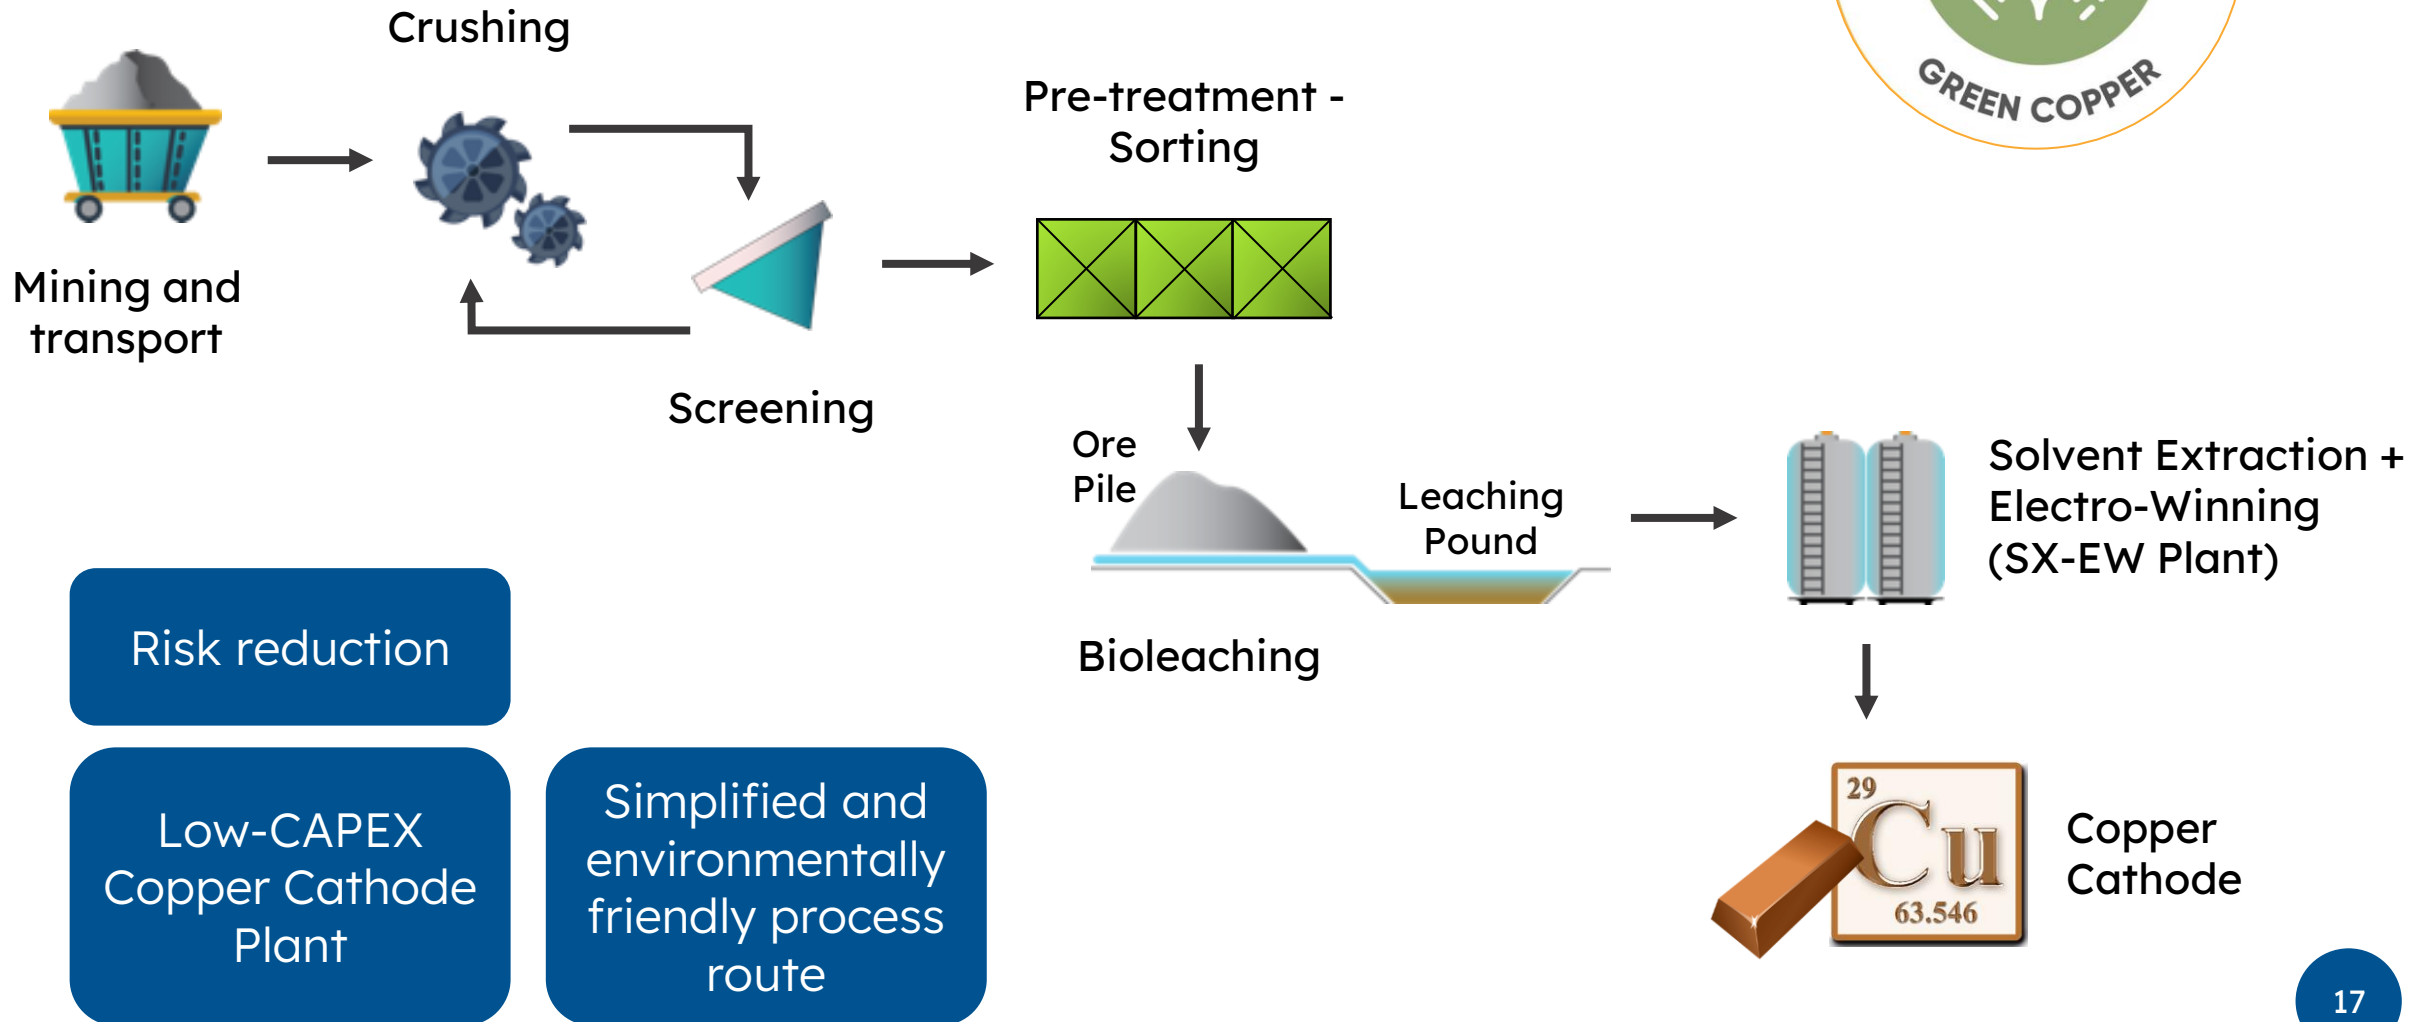 Crushing
GREEN COPPER
Pre-treatment -
Sorting
Mining and
transport
Screening
Ore
Pile
Leaching
Pound
Solvent Extraction +
Electro-Winning
(SX-EW Plant)
Bioleaching
Risk reduction
Low-CAPEX
Copper Cathode
Plant
Simplified and
environmentally
friendly process
route
29
Cu
63.546
Copper
Cathode
17